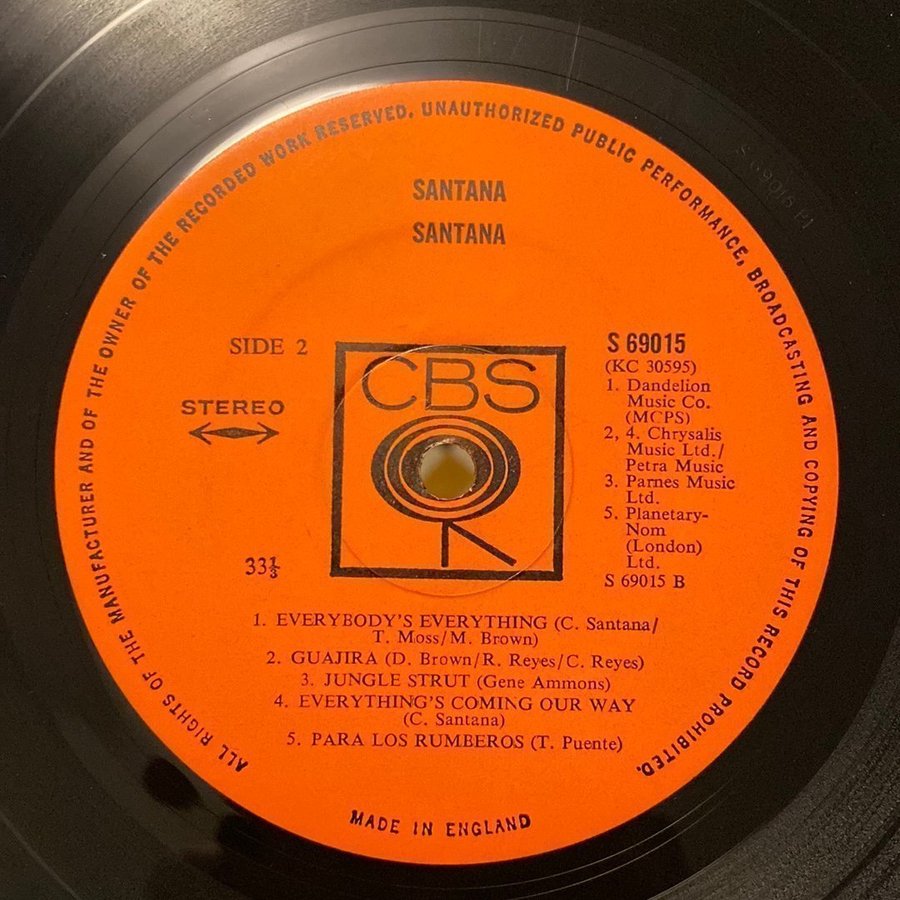 ALL RIGHTS OF THE MANUFACTURER AND OF THE OWNER OF THE RECORDED WORK RESERVED. UNAUTHORIZED PUBLIC PERFORMANCE, BROADCASTING AND COPYING OF THIS RECORD PROHIBITED.
SANTANA
SANTANA
SIDE 2
STEREO
33⅓
CBS
S 69015
(KC 30595)
1. Dandelion
Music Co.
(MCPS)
2, 4. Chrysalis
Music Ltd./
Petra Music
3. Parnes Music
Ltd.
5. Planetary-
Nom
(London)
Ltd.
S 69015 B
1. EVERYBODY'S EVERYTHING (C. Santana/
T. Moss/M. Brown)
2. GUAJIRA (D. Brown/R. Reyes/C. Reyes)
3. JUNGLE STRUT (Gene Ammons)
4. EVERYTHING'S COMING OUR WAY
(C. Santana)
5. PARA LOS RUMBEROS (T. Puente)
MADE IN ENGLAND